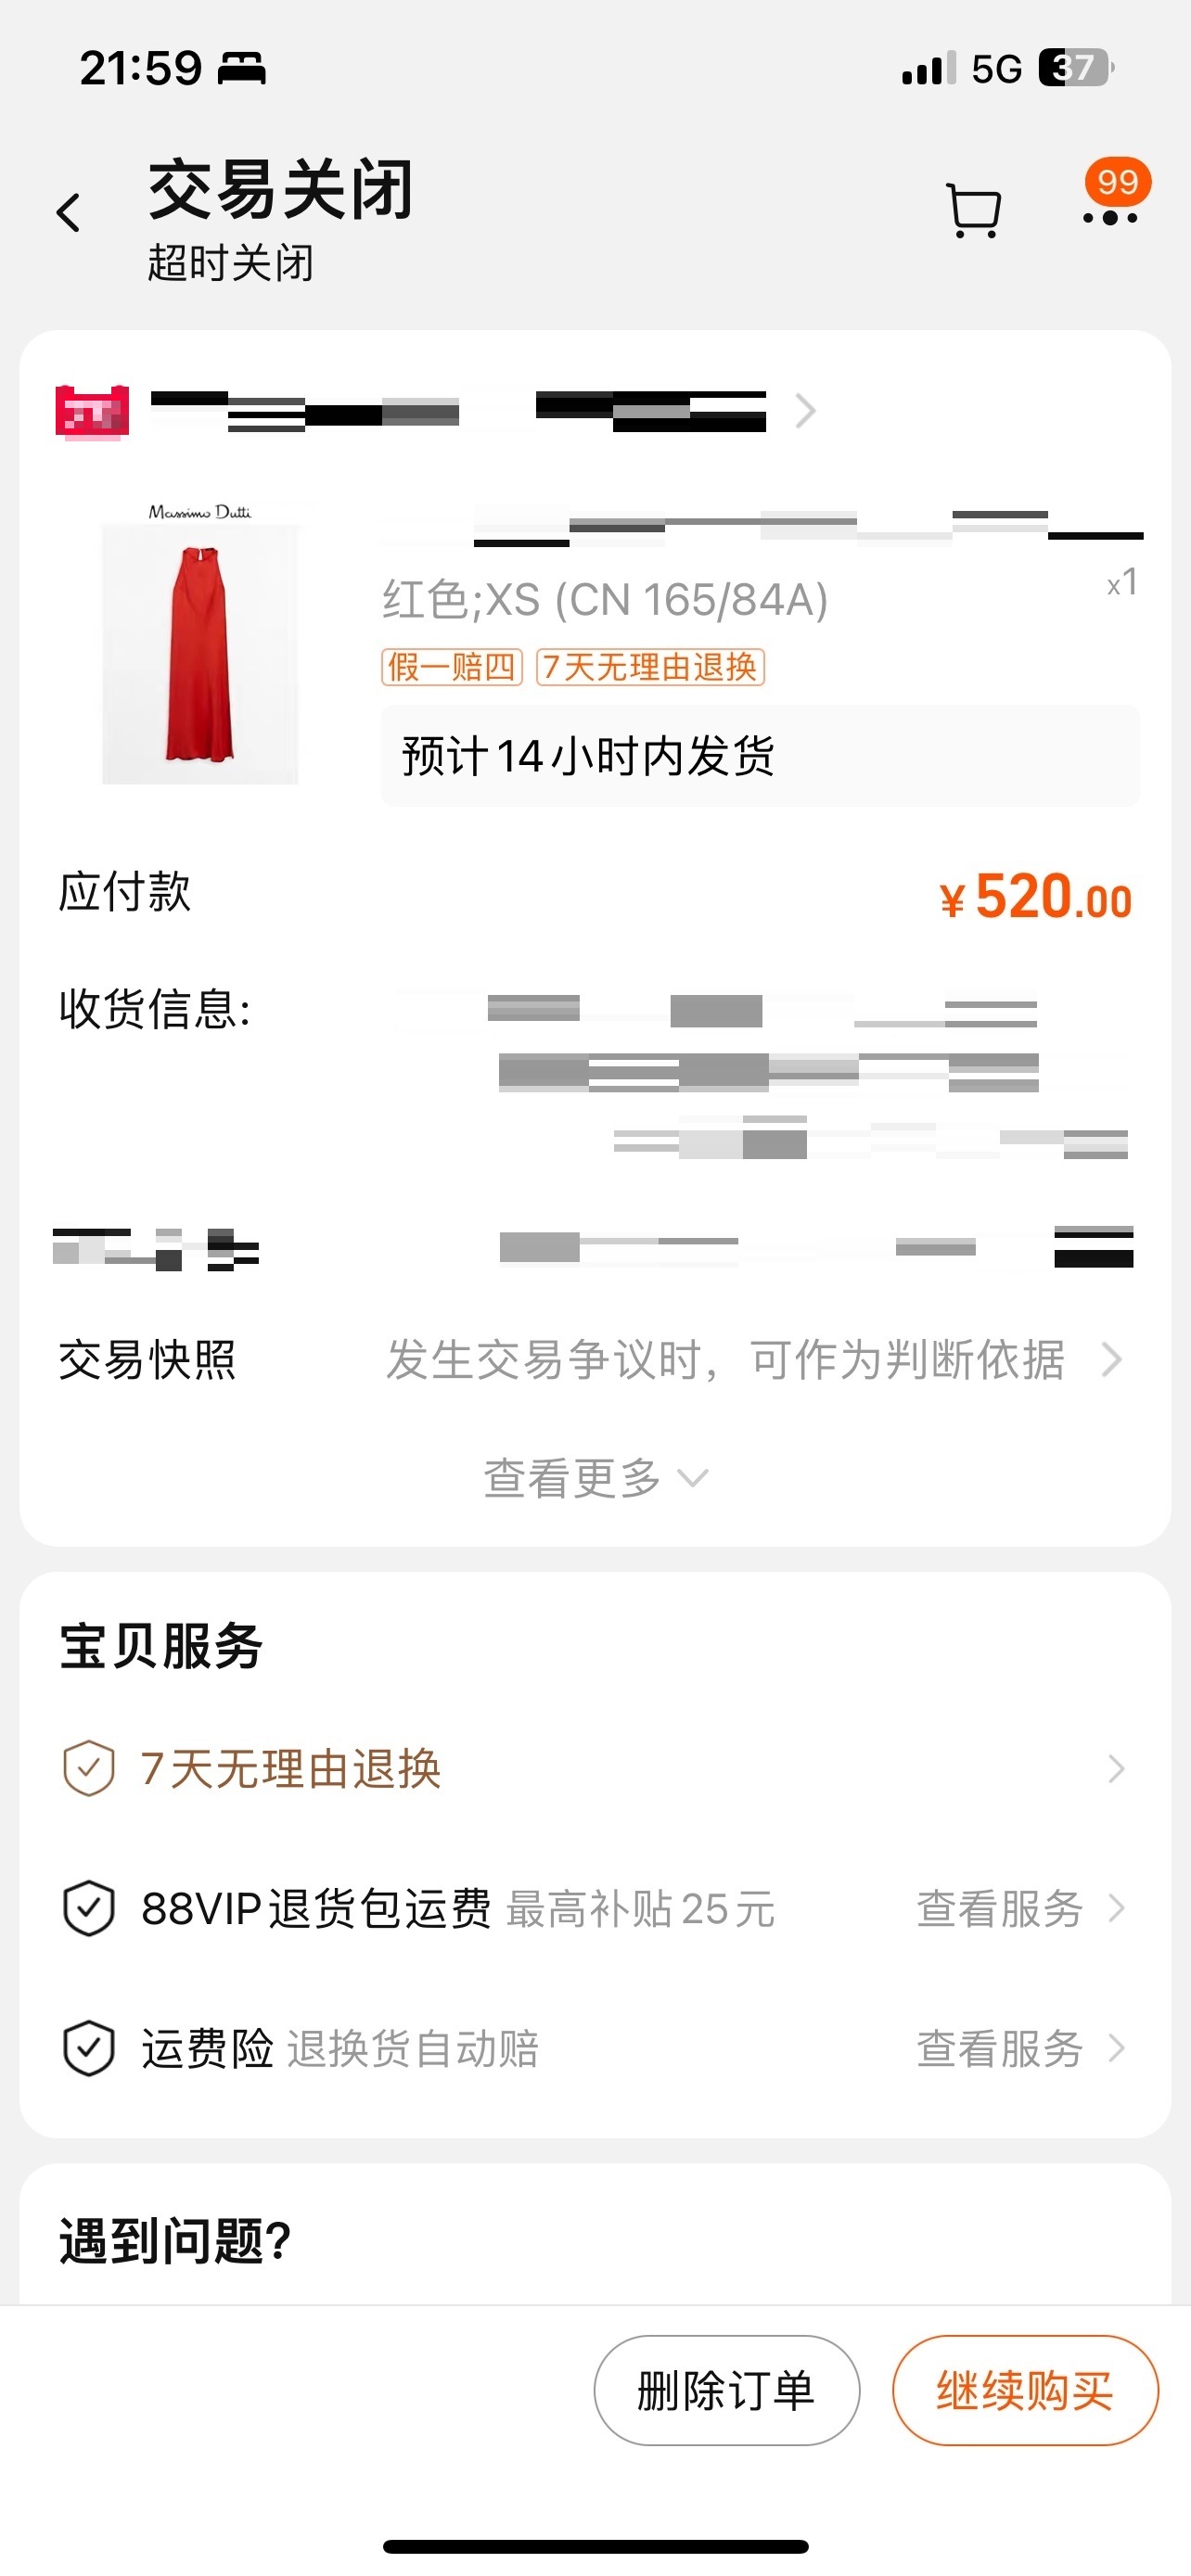 21:59
5G 37
交易关闭
99
超时关闭
Massimo Dutti
红色;XS (CN 165/84A)
x1
假一赔四 7天无理由退换
预计14小时内发货
应付款 ¥520.00
收货信息:
交易快照 发生交易争议时，可作为判断依据
查看更多
宝贝服务
7天无理由退换
88VIP退货包运费 最高补贴25元 查看服务
运费险 退换货自动赔 查看服务
遇到问题?
删除订单 继续购买